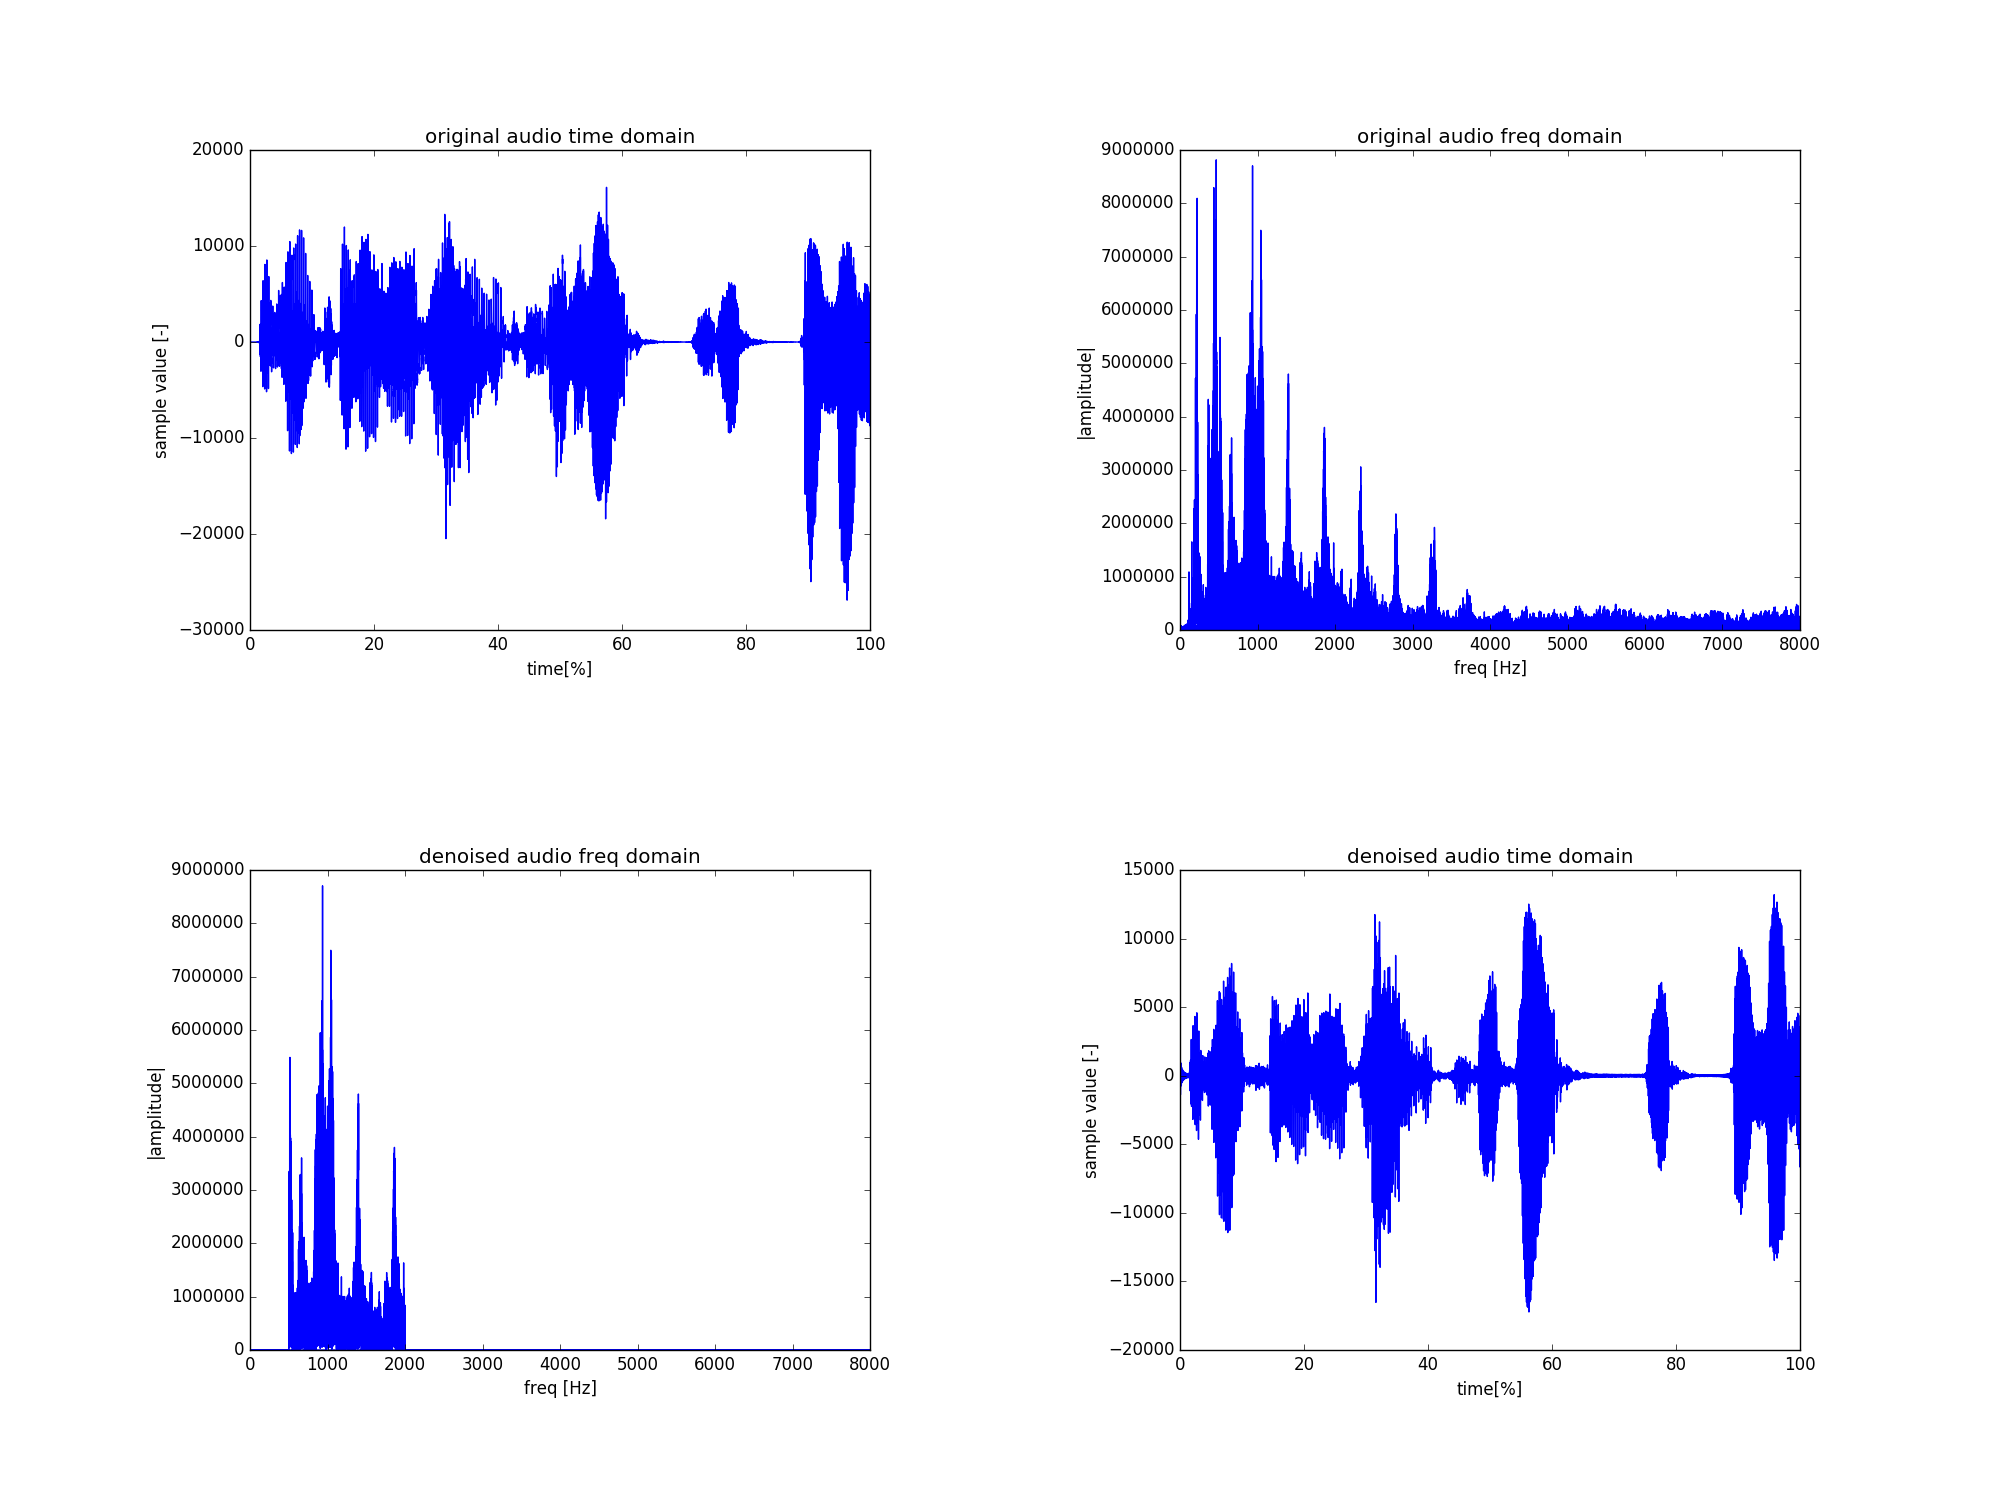 original audio time domain
20000
10000
0
−10000
−20000
−30000
sample value [-]
0 20 40 60 80 100
time[%]
original audio freq domain
9000000
8000000
7000000
6000000
5000000
4000000
3000000
2000000
1000000
0
|amplitude|
0 1000 2000 3000 4000 5000 6000 7000 8000
freq [Hz]
denoised audio freq domain
9000000
8000000
7000000
6000000
5000000
4000000
3000000
2000000
1000000
0
|amplitude|
0 1000 2000 3000 4000 5000 6000 7000 8000
freq [Hz]
denoised audio time domain
15000
10000
5000
0
−5000
−10000
−15000
−20000
sample value [-]
0 20 40 60 80 100
time[%]